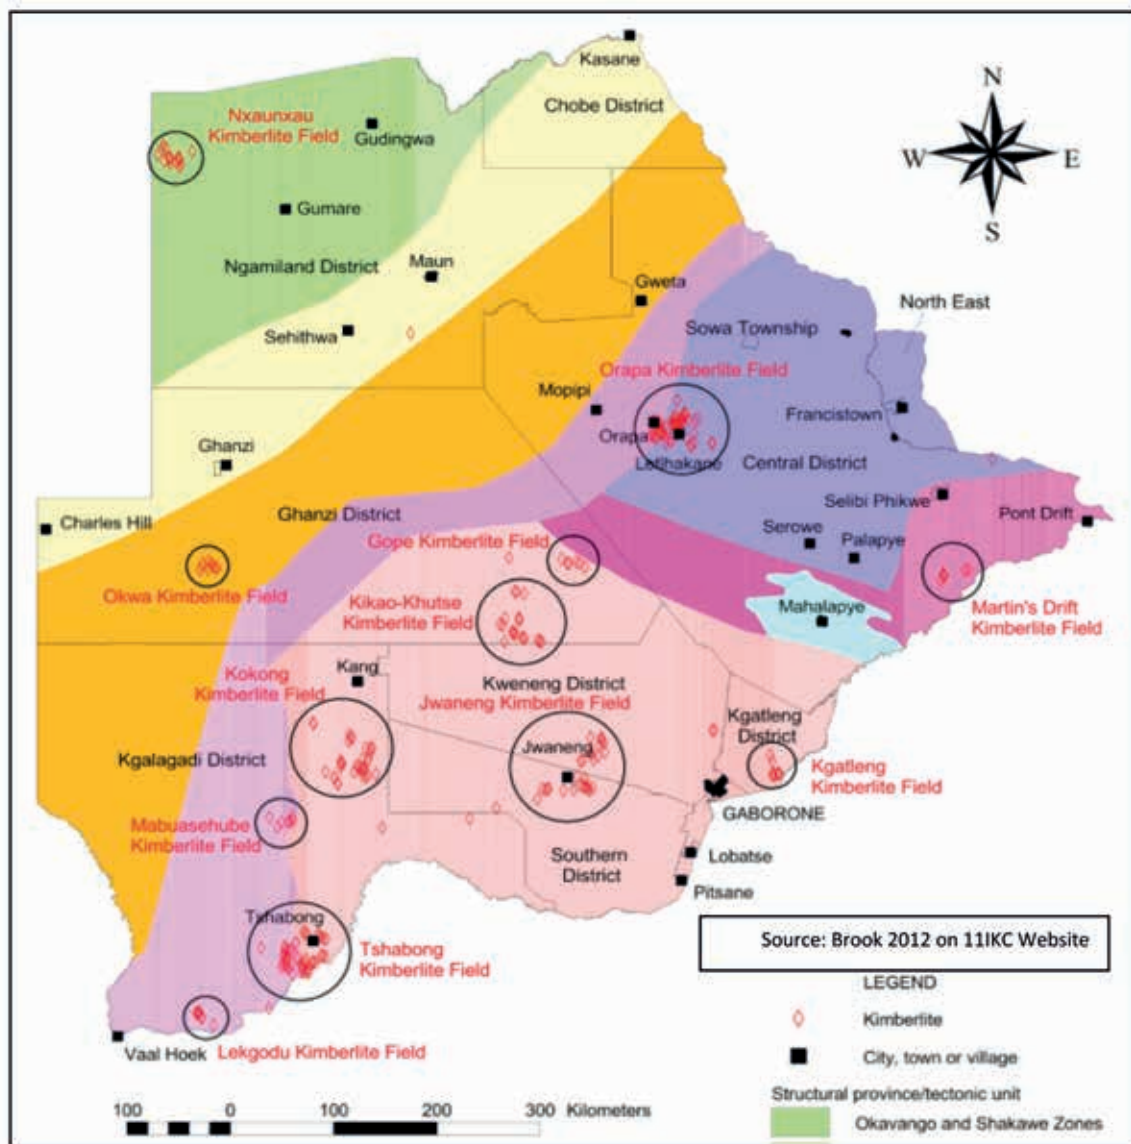 Kasane
Chobe District
Nxaunxau
Kimberlite Field
Gudingwa
N
W
E
S
Gumare
Ngamiland District
Maun
Gweta
North East
Sehithwa
Sowa Township
Orapa Kimberlite Field
Mopipi
Francistown
Orapa
Letlhakane
Central District
Ghanzi
Selibi Phikwe
Charles Hill
Ghanzi District
Pont Drift
Serowe
Gope Kimberlite Field
Palapye
Okwa Kimberlite Field
Kikao-Khutse
Kimberlite Field
Mahalapye
Martin's Drift
Kimberlite Field
Kokong
Kimberlite Field
Kang
Kweneng District
Jwaneng Kimberlite Field
Kgatleng
District
Kgalagadi District
Jwaneng
Kgatleng
Kimberlite Field
Mabuasehube
Kimberlite Field
GABORONE
Southern
District
Lobatse
Pitsane
Tshabong
Tshabong
Kimberlite Field
Source: Brook 2012 on 11IKC Website
LEGEND
Kimberlite
Vaal Hoek
Lekgodu Kimberlite Field
City, town or village
Structural province/tectonic unit
100 0 100 200 300 Kilometers
Okavango and Shakawe Zones